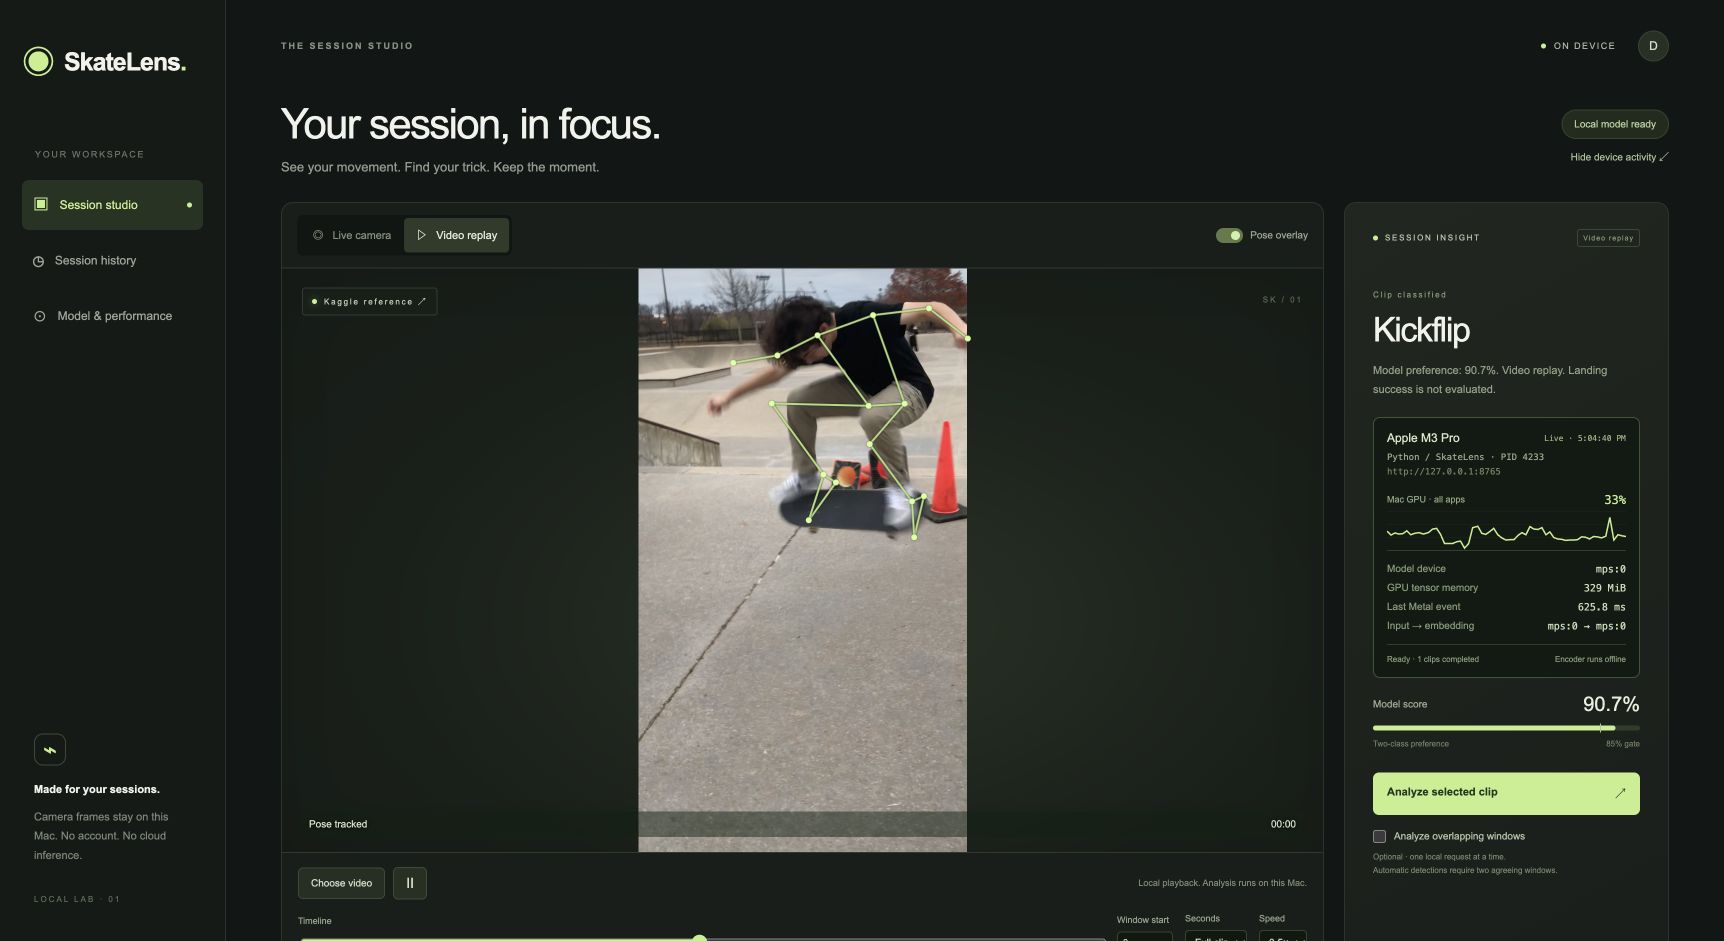 SkateLens.
YOUR WORKSPACE
Session studio
Session history
Model & performance
Made for your sessions.
Camera frames stay on this
Mac. No account. No cloud
inference.
LOCAL LAB · 01
THE SESSION STUDIO
ON DEVICE
D
Your session, in focus.
See your movement. Find your trick. Keep the moment.
Local model ready
Hide device activity
Live camera
Video replay
Pose overlay
Kaggle reference
SK / 01
Pose tracked
00:00
Choose video
Local playback. Analysis runs on this Mac.
Timeline
Window start
Seconds
Speed
SESSION INSIGHT
Video replay
Clip classified
Kickflip
Model preference: 90.7%. Video replay. Landing
success is not evaluated.
Apple M3 Pro
Live · 5:04:40 PM
Python / SkateLens · PID 4233
http://127.0.0.1:8765
Mac GPU · all apps
33%
Model device
mps:0
GPU tensor memory
329 MiB
Last Metal event
625.8 ms
Input → embedding
mps:0 → mps:0
Ready · 1 clips completed
Encoder runs offline
Model score
90.7%
Two-class preference
85% gate
Analyze selected clip
Analyze overlapping windows
Optional · one local request at a time.
Automatic detections require two agreeing windows.